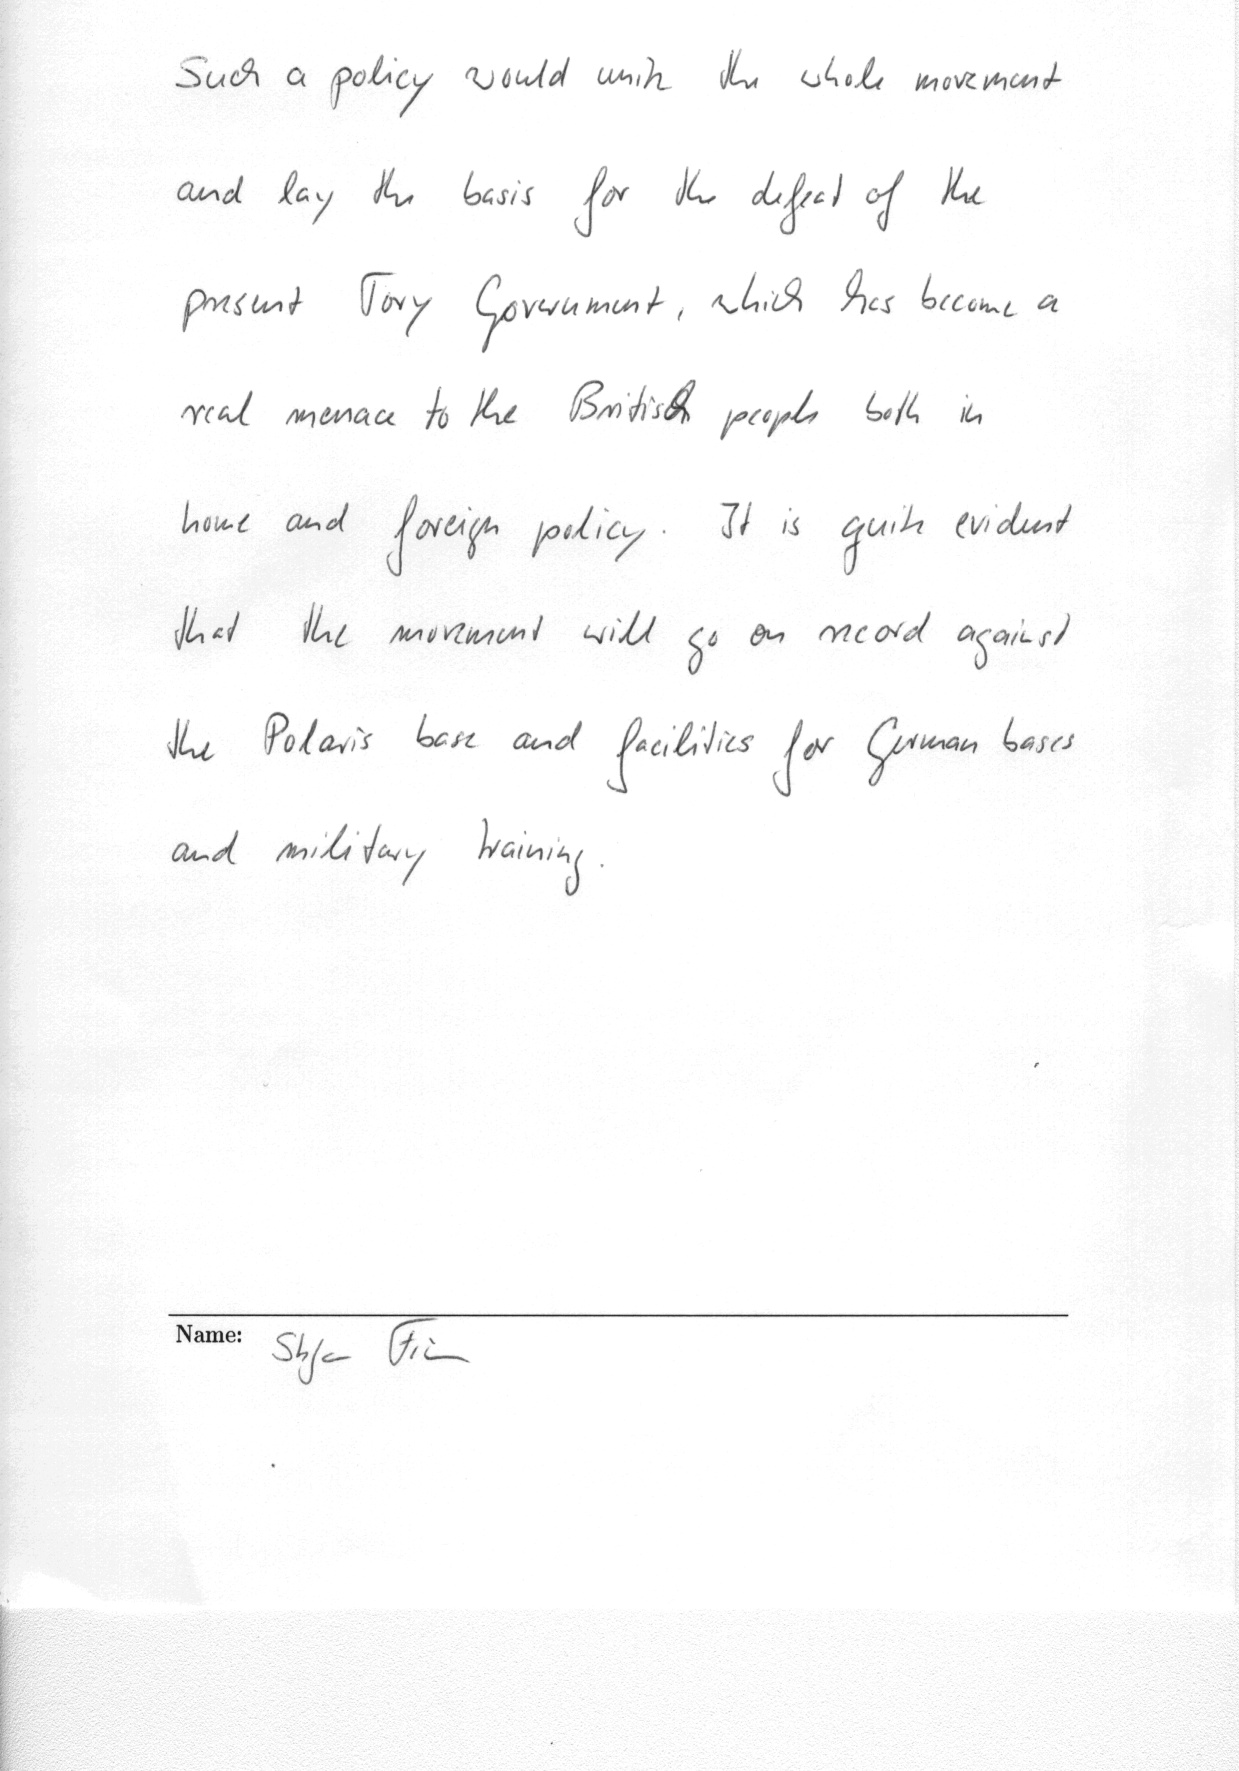 Such a policy would unite the whole movement
and lay the basis for the defeat of the
present Tory Government, which has become a
real menace to the British people both in
home and foreign policy. It is quite evident
that the movement will go on record against
the Polaris base and facilities for German bases
and military training.
Name: